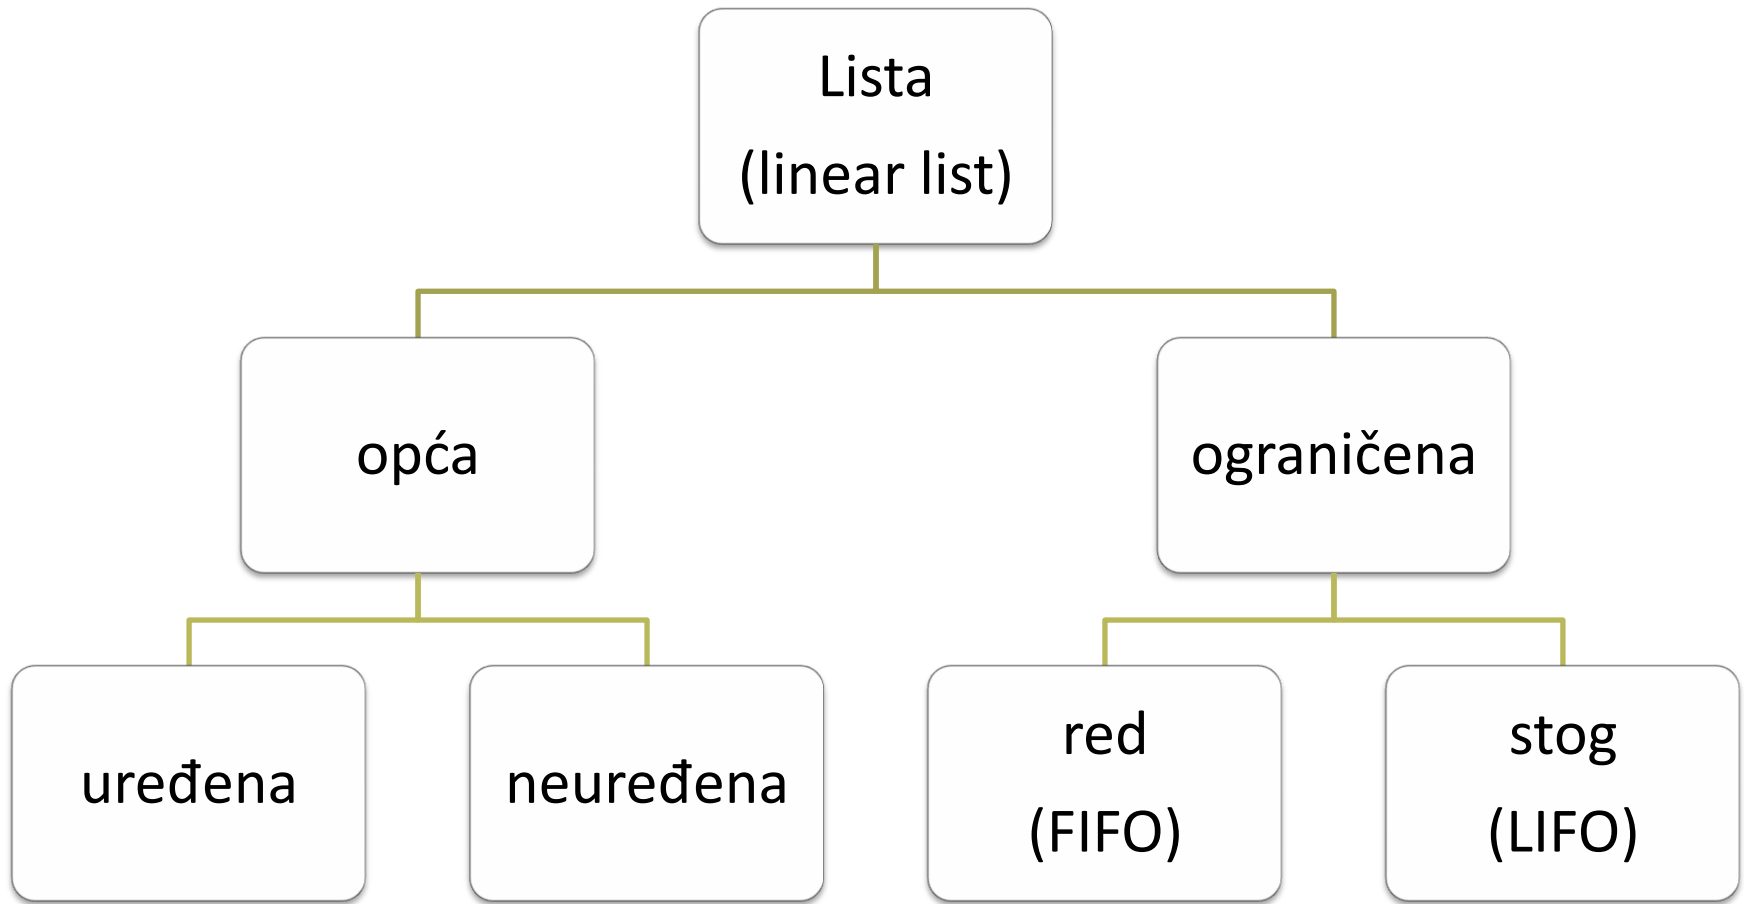 Lista
(linear list)
opća
ograničena
uređena
neuređena
red
(FIFO)
stog
(LIFO)